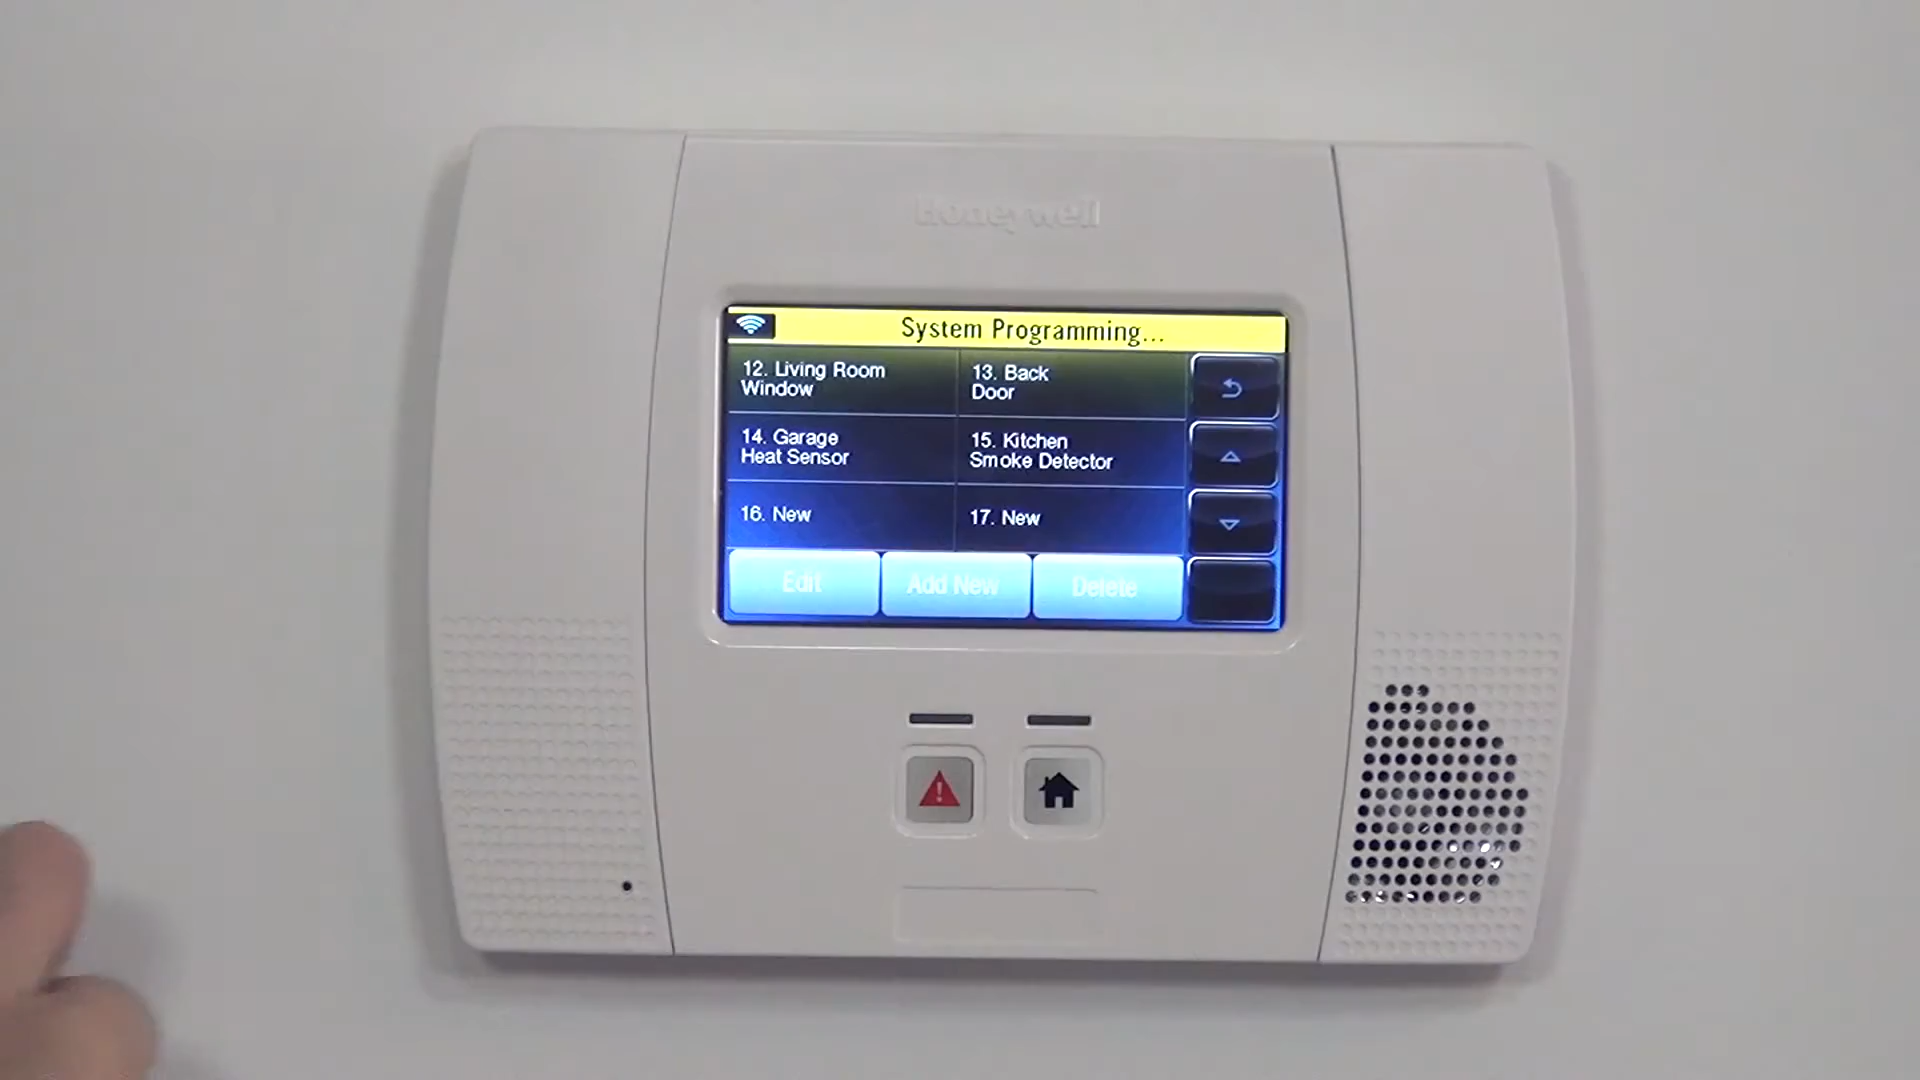 Honeywell
System Programming...
12. Living Room
Window
13. Back
Door
14. Garage
Heat Sensor
15. Kitchen
Smoke Detector
16. New
17. New
Edit
Add New
Delete